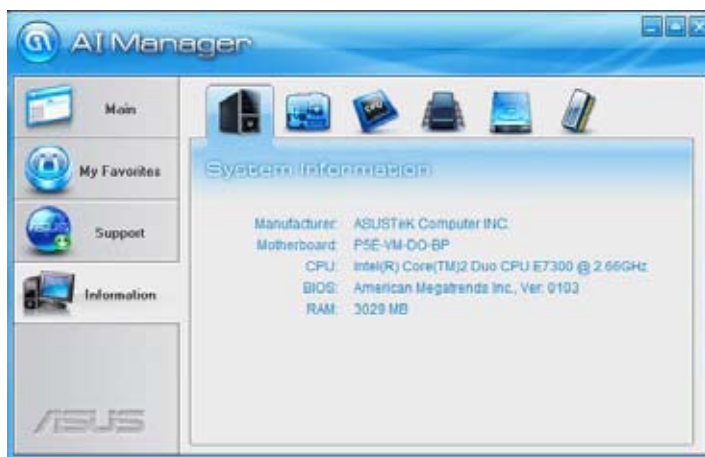 AI Manager
Main
My Favorites
Support
Information
ASUS
CPU
System Information
Manufacturer: ASUSTeK Computer INC.
Motherboard: P5E-VM-DO-BP
CPU: Intel(R) Core(TM)2 Duo CPU E7300 @ 2.66GHz
BIOS: American Megatrends Inc., Ver. 0103
RAM: 3029 MB